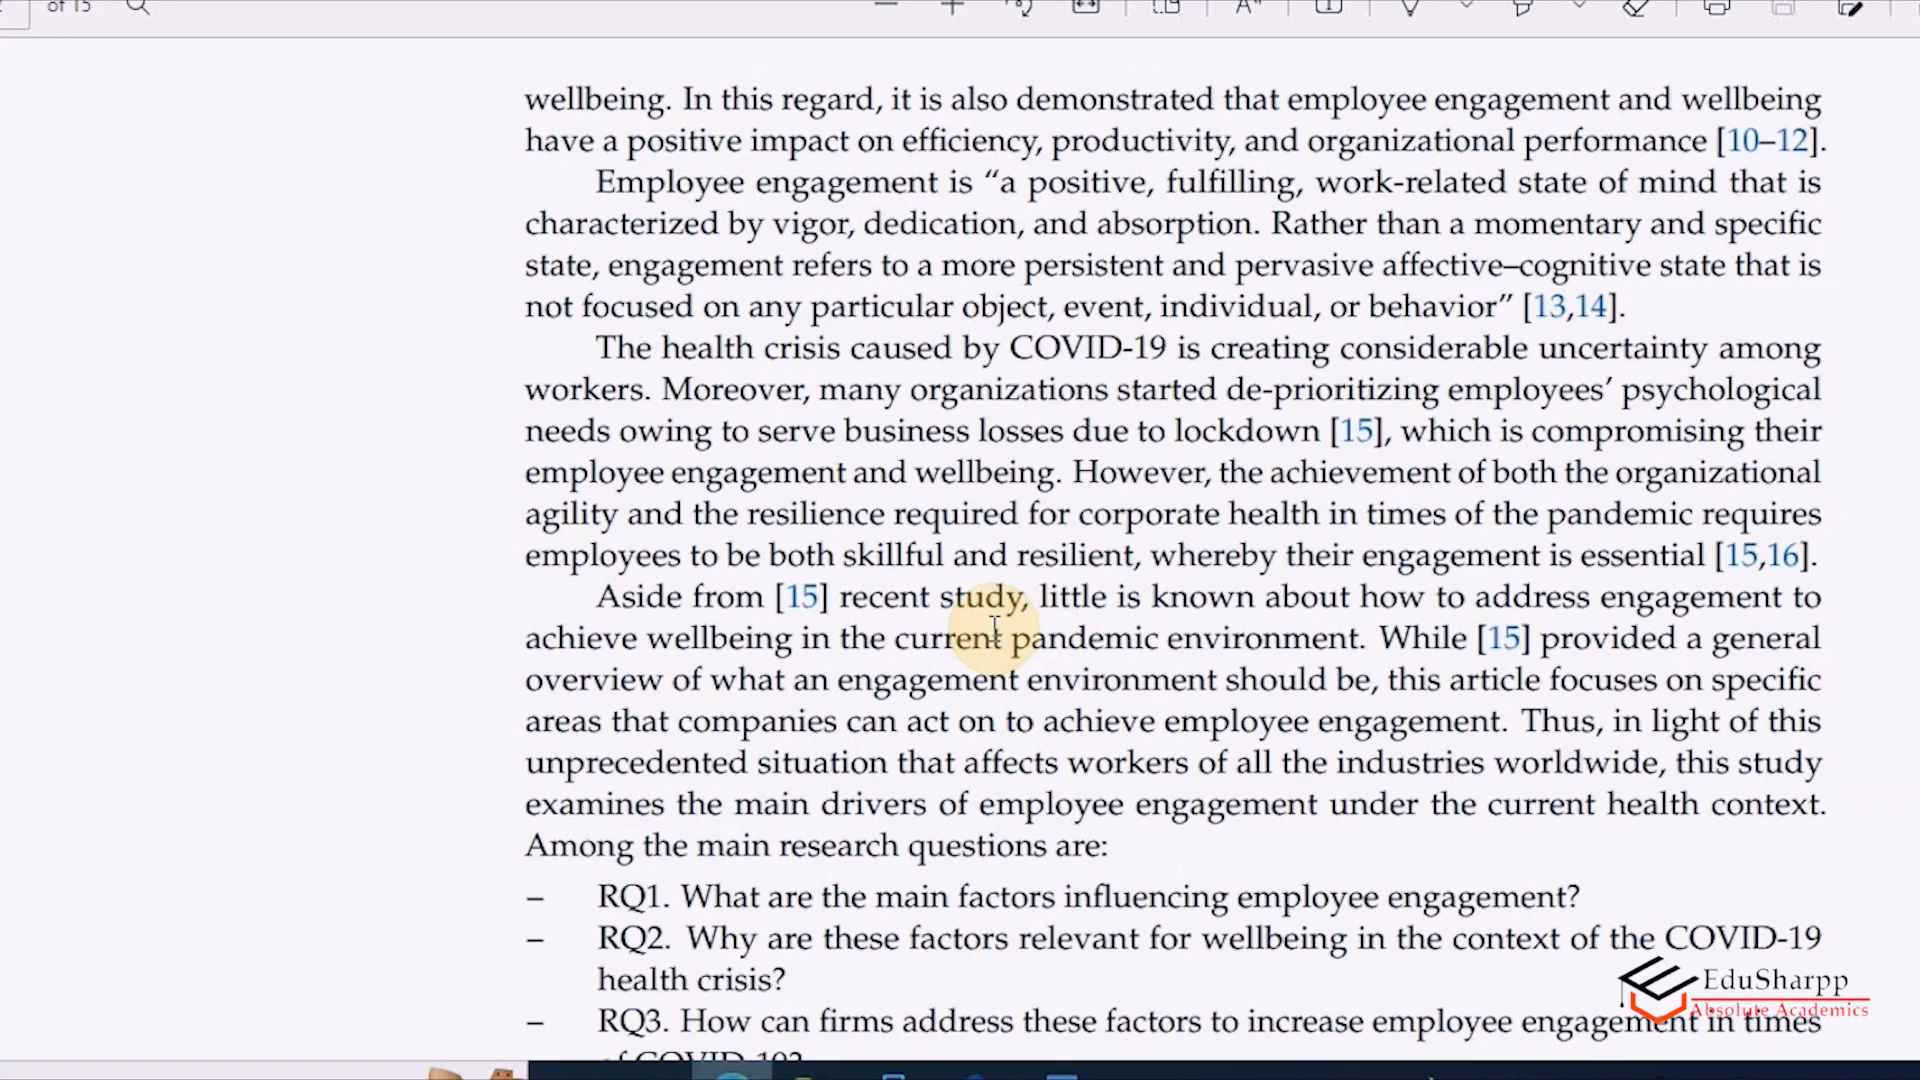 of 15
wellbeing. In this regard, it is also demonstrated that employee engagement and wellbeing
have a positive impact on efficiency, productivity, and organizational performance [10–12].
Employee engagement is “a positive, fulfilling, work-related state of mind that is
characterized by vigor, dedication, and absorption. Rather than a momentary and specific
state, engagement refers to a more persistent and pervasive affective–cognitive state that is
not focused on any particular object, event, individual, or behavior” [13,14].
The health crisis caused by COVID-19 is creating considerable uncertainty among
workers. Moreover, many organizations started de-prioritizing employees’ psychological
needs owing to serve business losses due to lockdown [15], which is compromising their
employee engagement and wellbeing. However, the achievement of both the organizational
agility and the resilience required for corporate health in times of the pandemic requires
employees to be both skillful and resilient, whereby their engagement is essential [15,16].
Aside from [15] recent study, little is known about how to address engagement to
achieve wellbeing in the current pandemic environment. While [15] provided a general
overview of what an engagement environment should be, this article focuses on specific
areas that companies can act on to achieve employee engagement. Thus, in light of this
unprecedented situation that affects workers of all the industries worldwide, this study
examines the main drivers of employee engagement under the current health context.
Among the main research questions are:
– RQ1. What are the main factors influencing employee engagement?
– RQ2. Why are these factors relevant for wellbeing in the context of the COVID-19
health crisis?
– RQ3. How can firms address these factors to increase employee engagement in times
of COVID-19?
EduSharpp
Absolute Academics